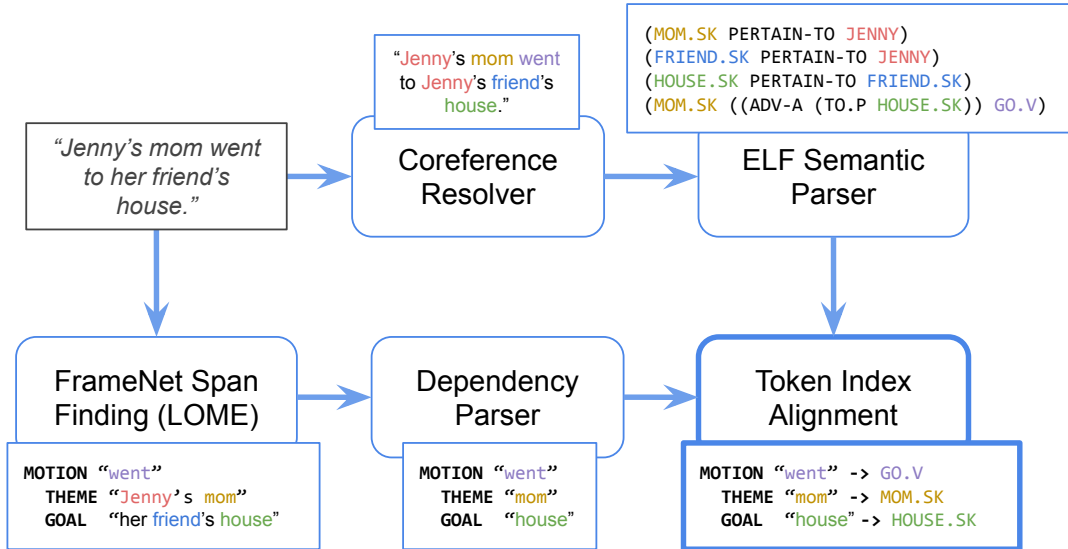 “Jenny’s mom went
to her friend’s
house.”
“Jenny’s mom went
to Jenny’s friend’s
house.”
Coreference
Resolver
(MOM.SK PERTAIN-TO JENNY)
(FRIEND.SK PERTAIN-TO JENNY)
(HOUSE.SK PERTAIN-TO FRIEND.SK)
(MOM.SK ((ADV-A (TO.P HOUSE.SK)) GO.V)
ELF Semantic
Parser
FrameNet Span
Finding (LOME)
MOTION “went”
THEME “Jenny’s mom”
GOAL “her friend’s house”
Dependency
Parser
MOTION “went”
THEME “mom”
GOAL “house”
Token Index
Alignment
MOTION “went” -> GO.V
THEME “mom” -> MOM.SK
GOAL “house” -> HOUSE.SK